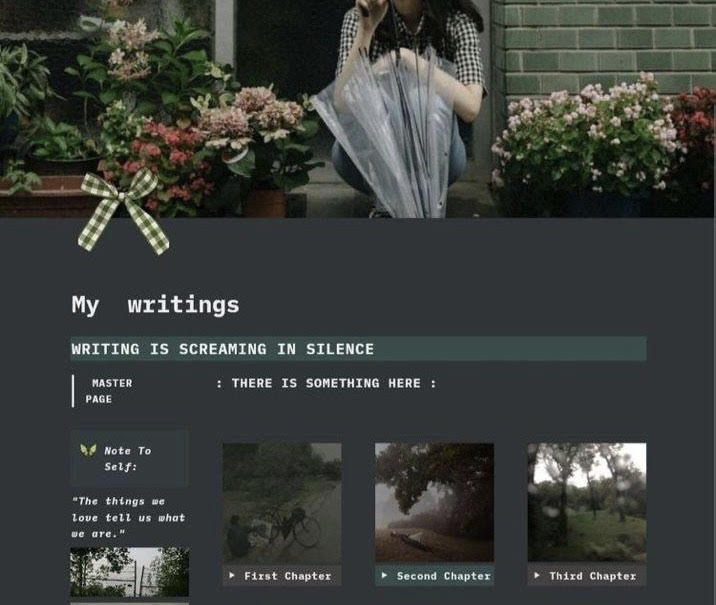 My writings
WRITING IS SCREAMING IN SILENCE
MASTER
PAGE
: THERE IS SOMETHING HERE :
Note To
Self:
"The things we
love tell us what
we are."
First Chapter
Second Chapter
Third Chapter